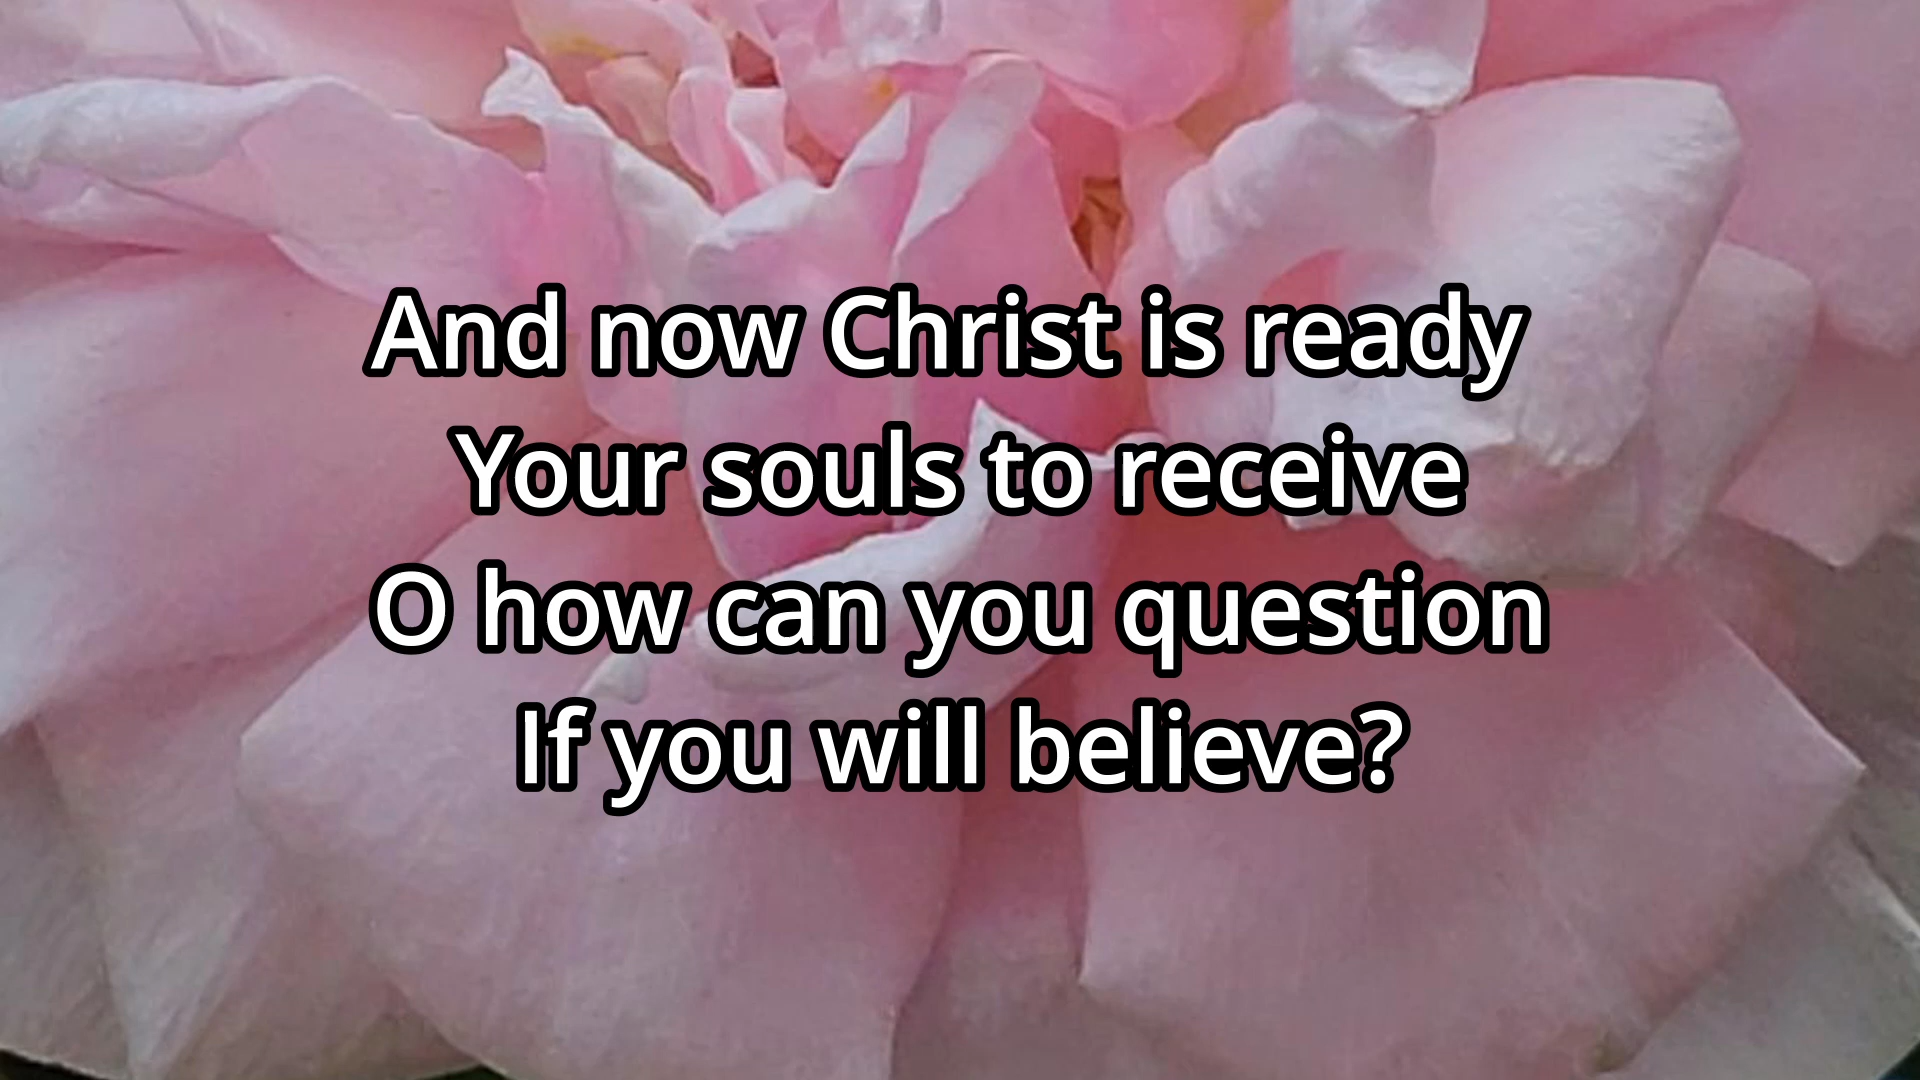 And now Christ is ready
Your souls to receive
O how can you question
If you will believe?